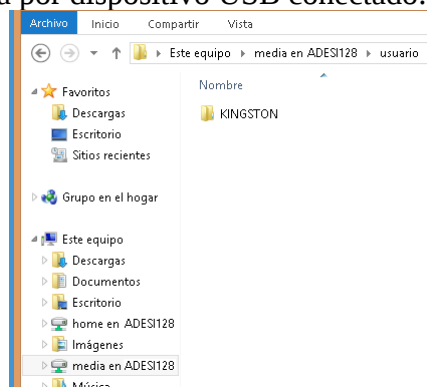 a por dispositivo USB conectado.
Archivo Inicio Compartir Vista
Este equipo media en ADESI128 usuario
Nombre
KINGSTON
Favoritos
Descargas
Escritorio
Sitios recientes
Grupo en el hogar
Este equipo
Descargas
Documentos
Escritorio
home en ADESI128
Imágenes
media en ADESI128
Música